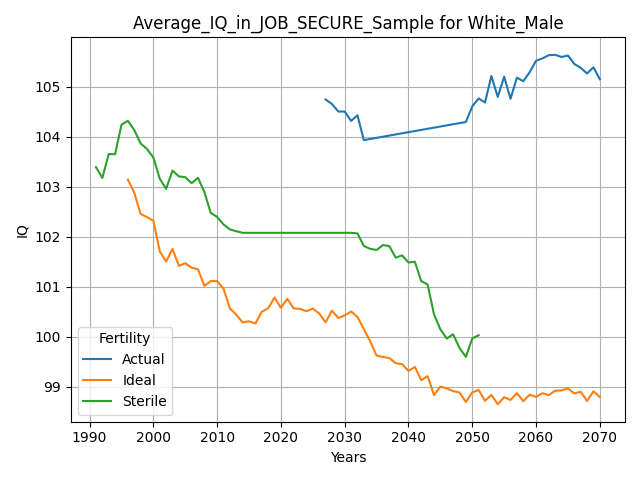 Average_IQ_in_JOB_SECURE_Sample for White_Male
IQ
105
104
103
102
101
100
99
Fertility
Actual
Ideal
Sterile
1990 2000 2010 2020 2030 2040 2050 2060 2070
Years